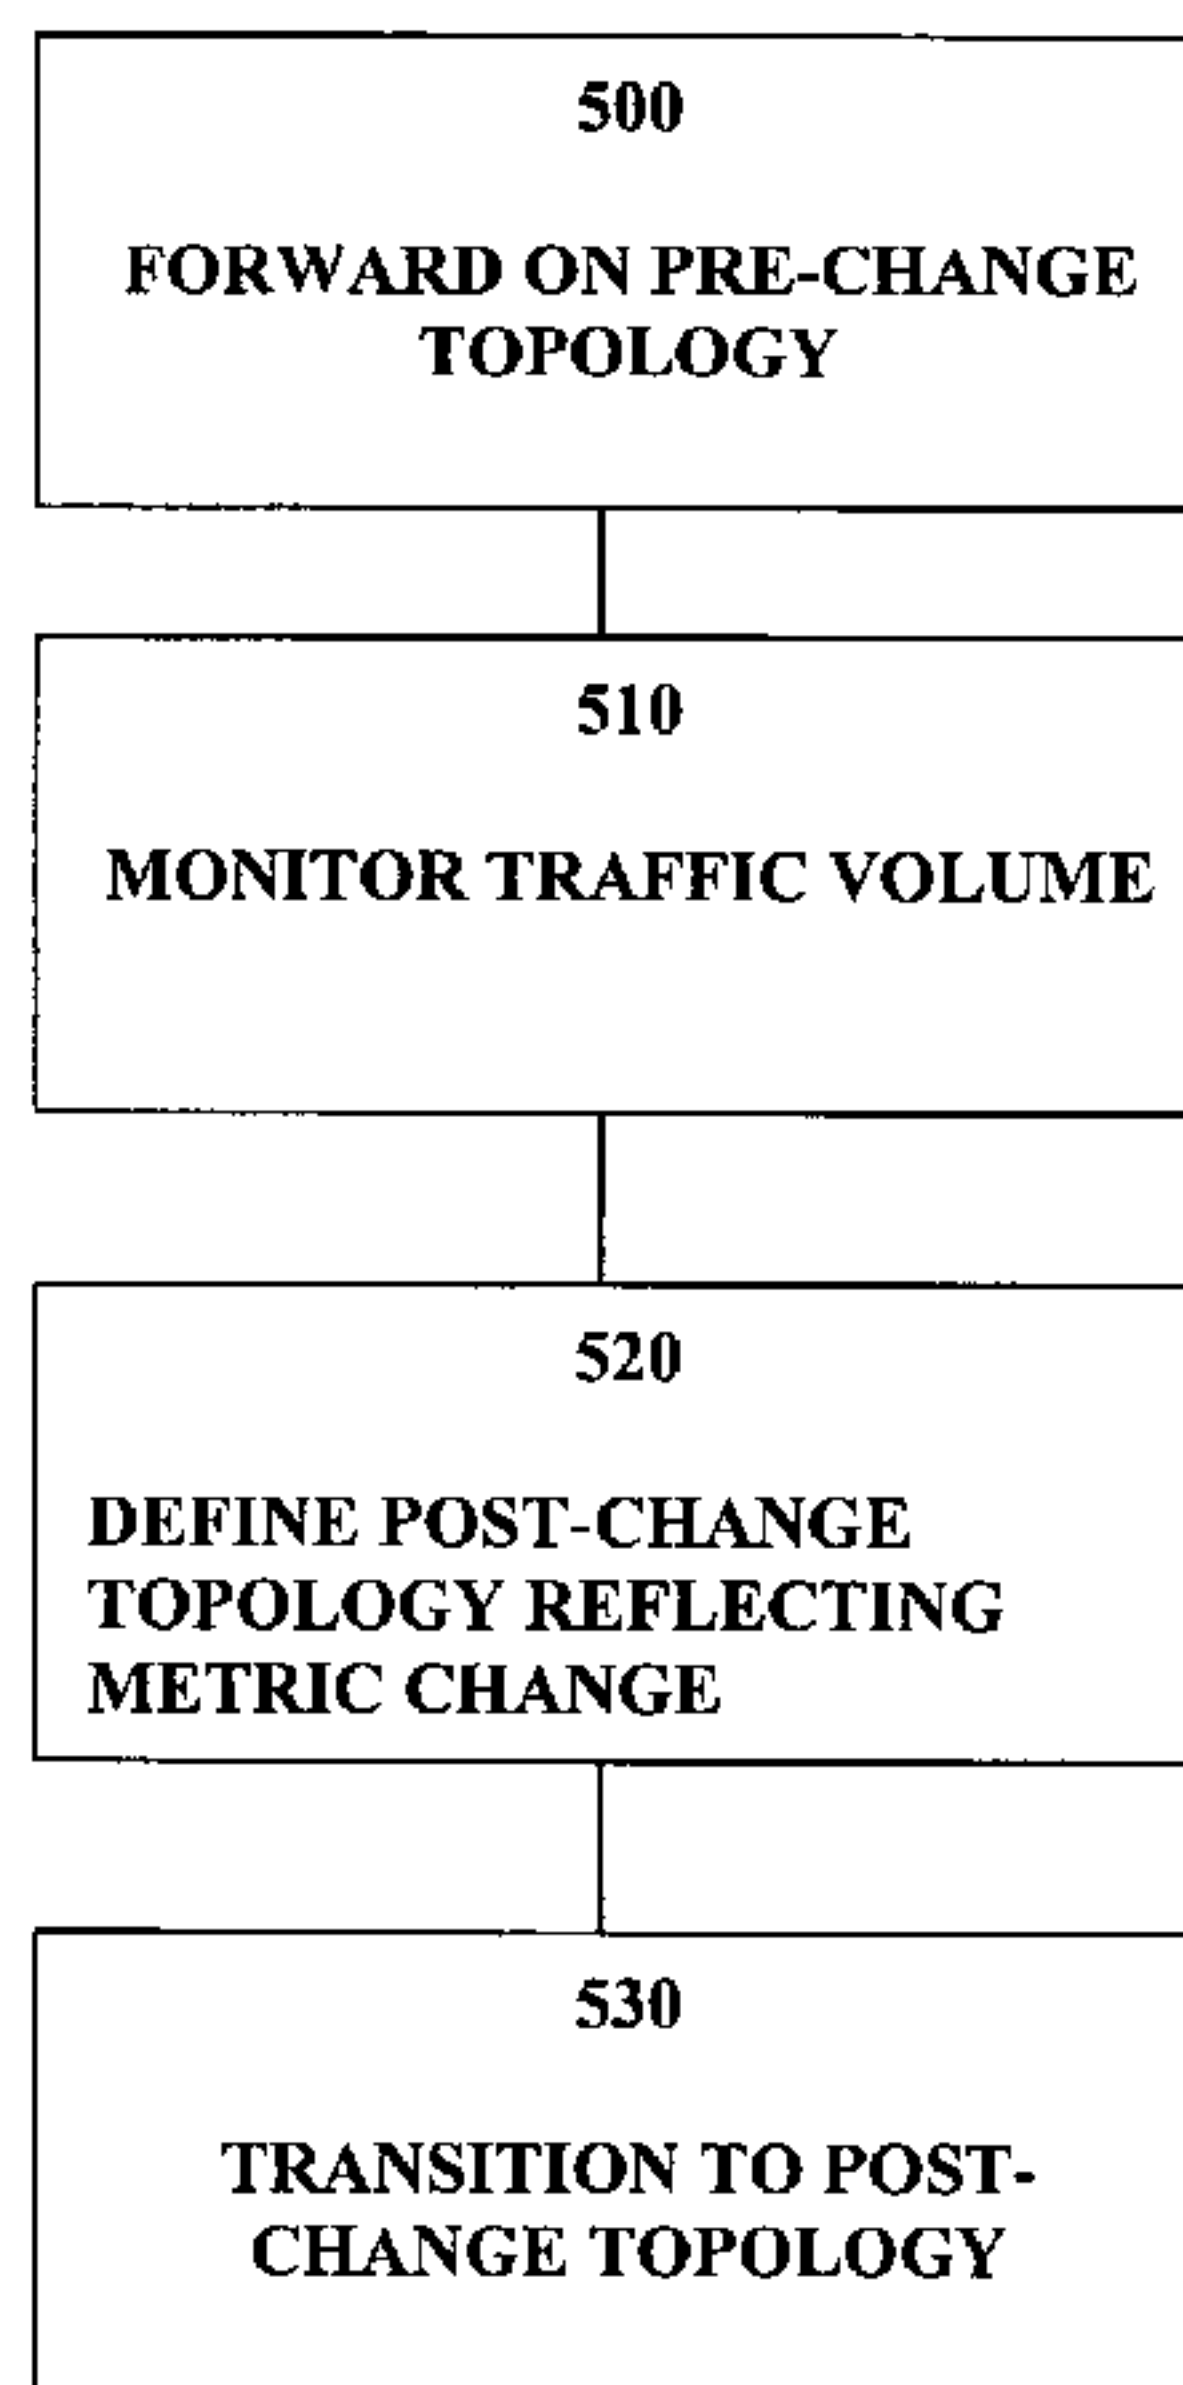 500
FORWARD ON PRE-CHANGE
TOPOLOGY
510
MONITOR TRAFFIC VOLUME
520
DEFINE POST-CHANGE
TOPOLOGY REFLECTING
METRIC CHANGE
530
TRANSITION TO POST-
CHANGE TOPOLOGY